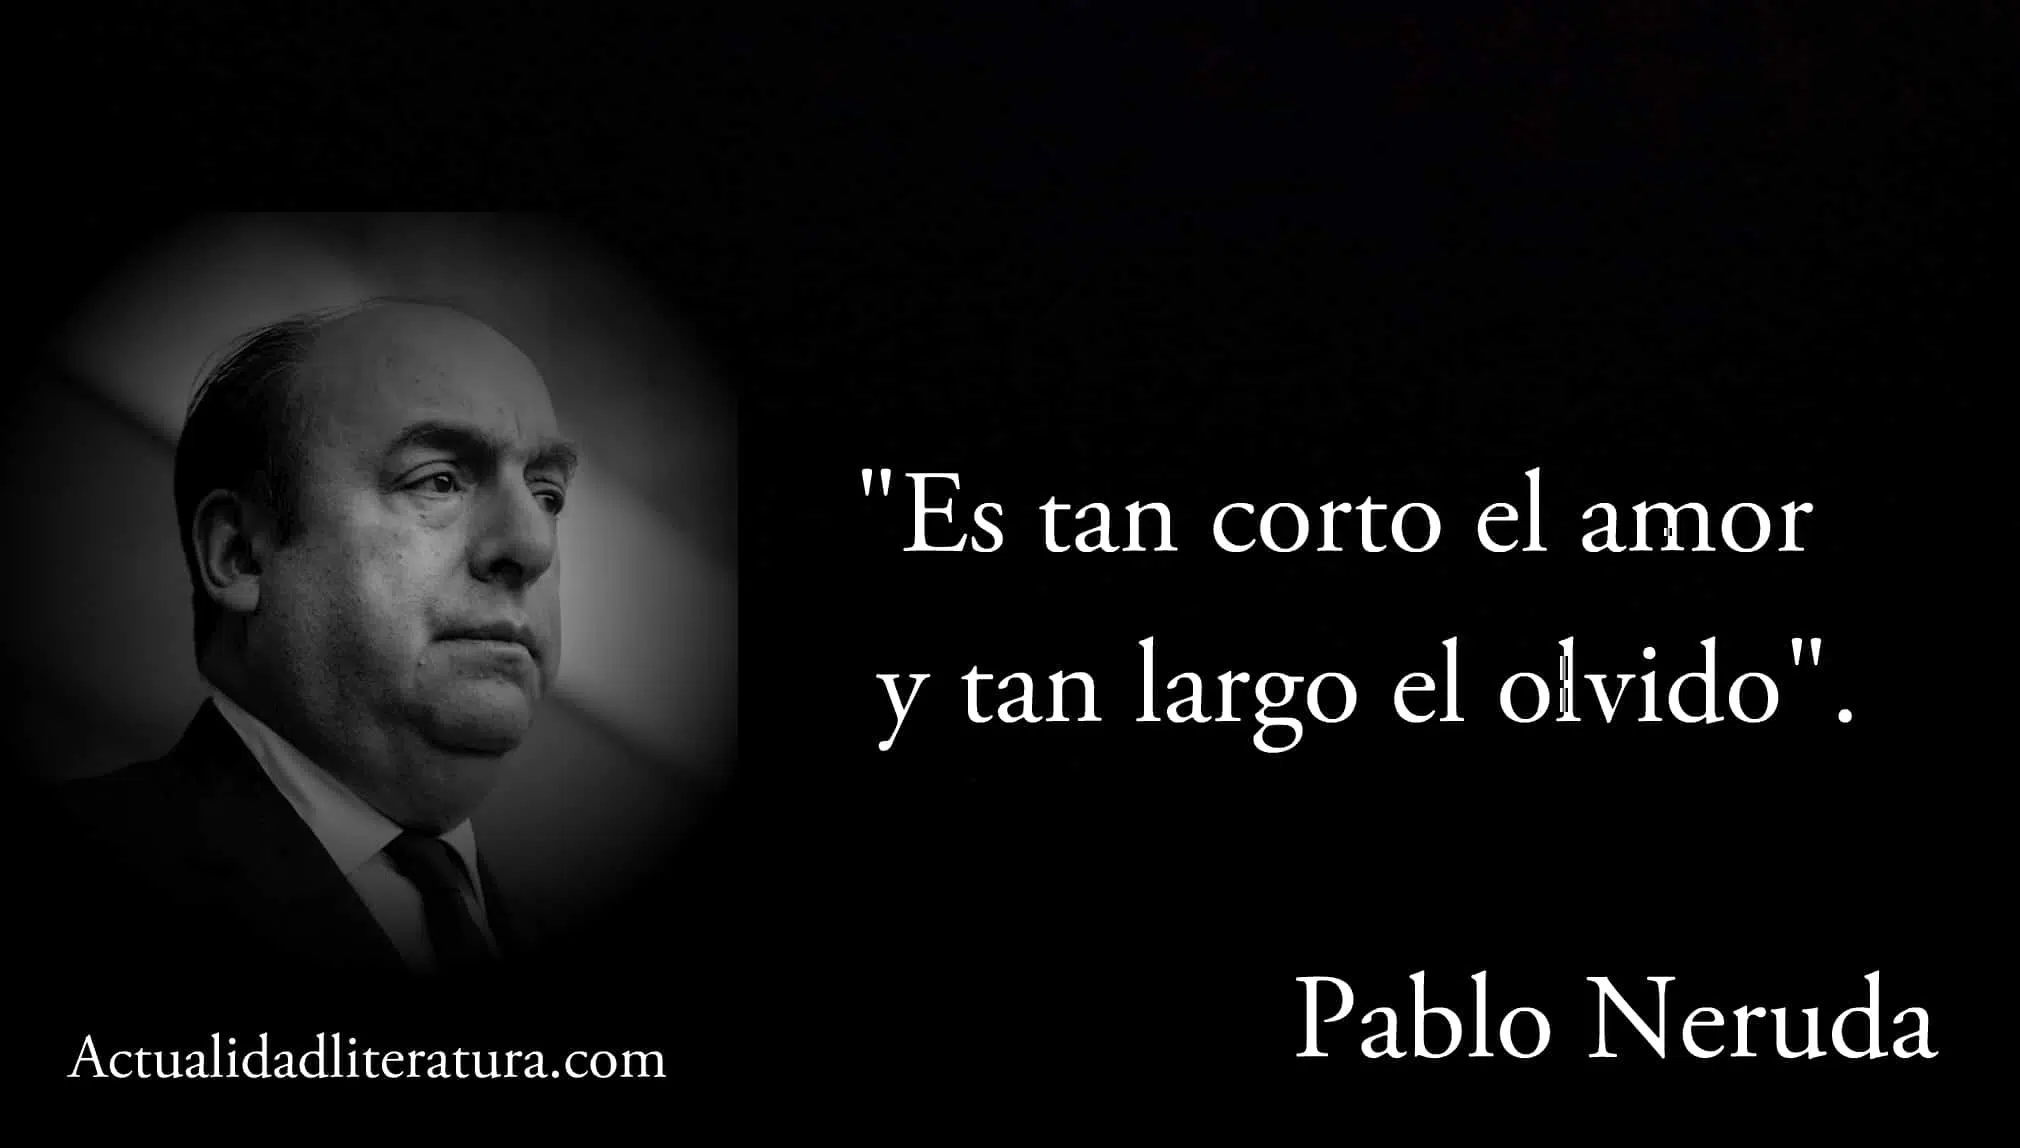 "Es tan corto el amor
y tan largo el olvido".
Pablo Neruda
Actualidadliteratura.com